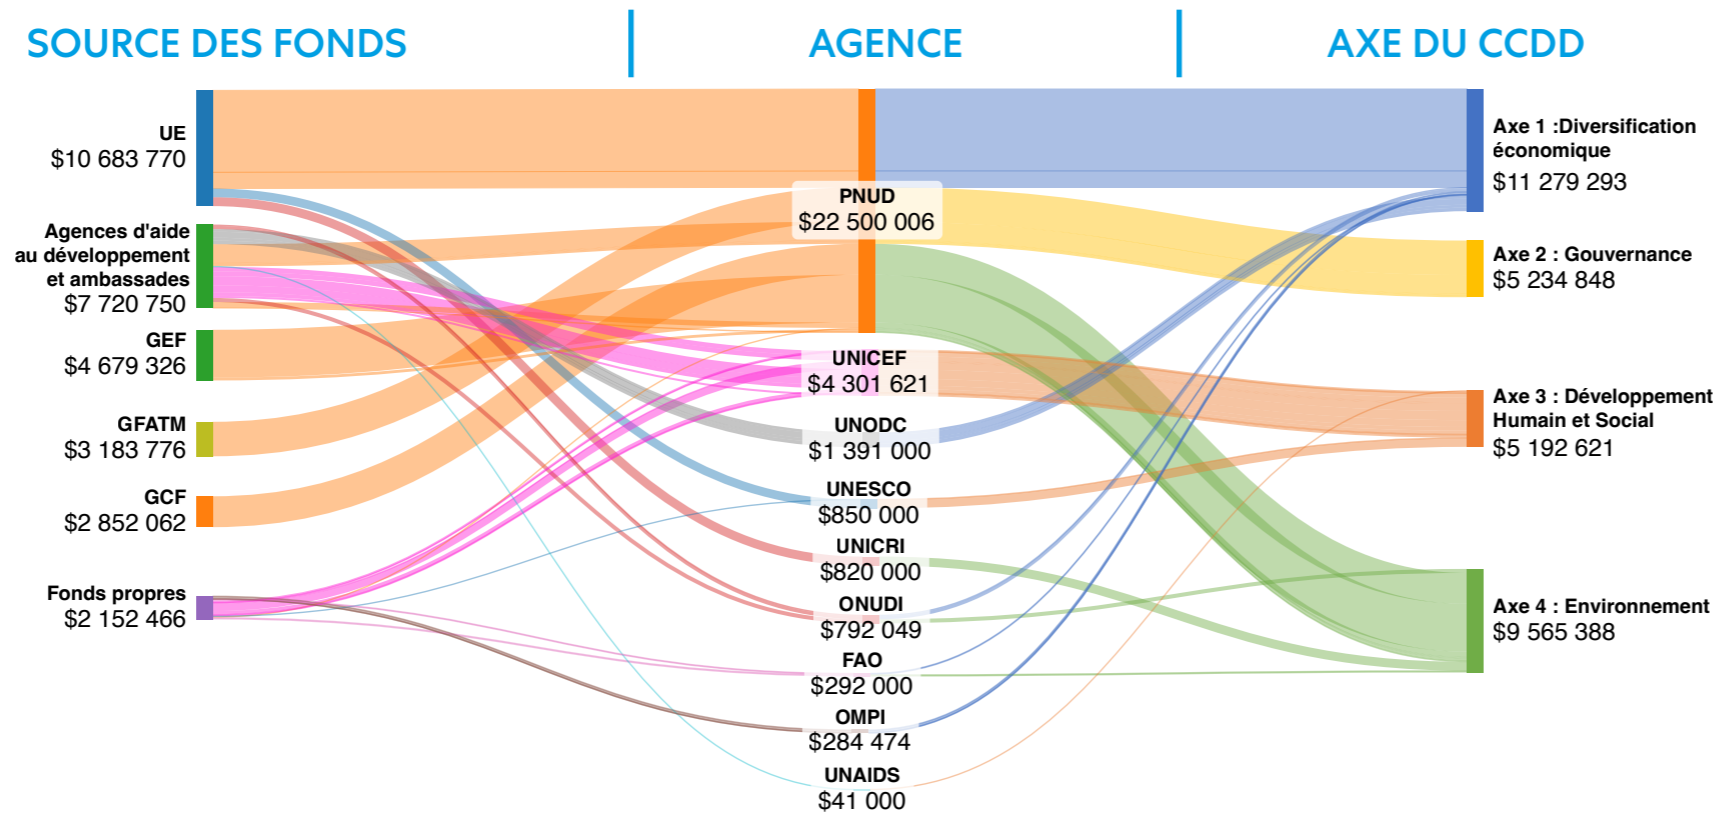 SOURCE DES FONDS
AGENCE
AXE DU CCDD
UE
$10 683 770
Agences d'aide
au développement
et ambassades
$7 720 750
GEF
$4 679 326
GFATM
$3 183 776
GCF
$2 852 062
Fonds propres
$2 152 466
PNUD
$22 500 006
UNICEF
$4 301 621
UNODC
$1 391 000
UNESCO
$850 000
UNICRI
$820 000
ONUDI
$792 049
FAO
$292 000
OMPI
$284 474
UNAIDS
$41 000
Axe 1 :Diversification
économique
$11 279 293
Axe 2 : Gouvernance
$5 234 848
Axe 3 : Développement
Humain et Social
$5 192 621
Axe 4 : Environnement
$9 565 388